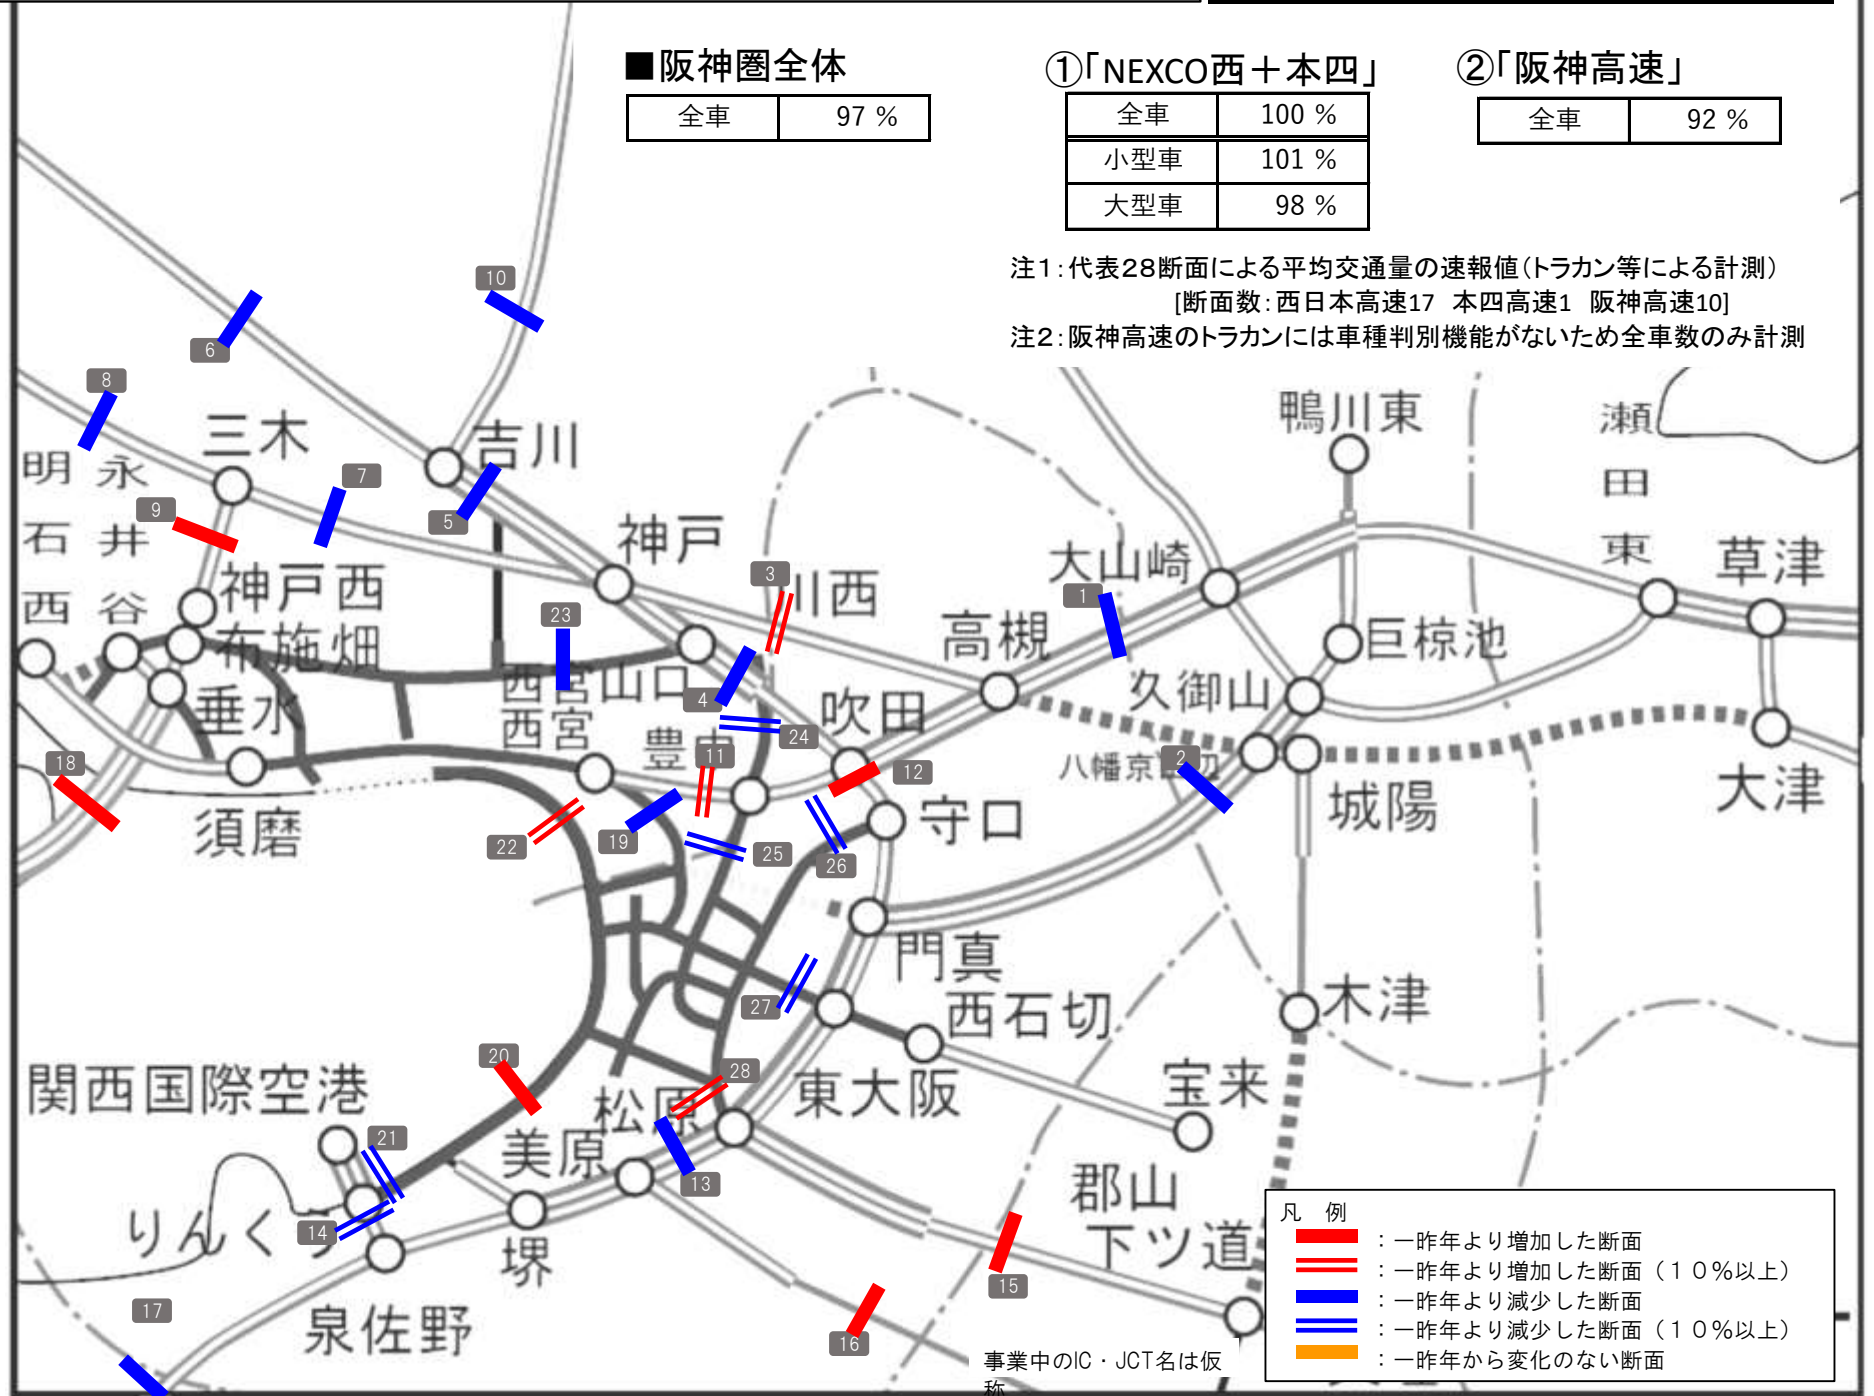 ■阪神圏全体
全車 97 %
①「NEXCO西＋本四」
全車 100 %
小型車 101 %
大型車 98 %
②「阪神高速」
全車 92 %
注１：代表２８断面による平均交通量の速報値（トラカン等による計測）
［断面数：西日本高速17 本四高速1 阪神高速10］
注２：阪神高速のトラカンには車種判別機能がないため全車数のみ計測
10
6
8
三木
吉川
鴨川東
瀬田東
明石西
永井谷
7
9
5
神戸
大山崎
草津
神戸西
3
川西
1
高槻
23
布施畑
巨椋池
西宮山口
4
久御山
垂水
西宮
吹田
24
豊中
11
12
18
八幡京田辺
2
大津
須磨
守口
城陽
22
19
25
26
門真
27
西石切
木津
20
28
関西国際空港
松原
東大阪
宝来
21
美原
13
郡山
りんくう
14
下ツ道
堺
15
17
泉佐野
16
事業中のIC・JCT名は仮
称
凡 例
：一昨年より増加した断面
：一昨年より増加した断面（１０％以上）
：一昨年より減少した断面
：一昨年より減少した断面（１０％以上）
：一昨年から変化のない断面